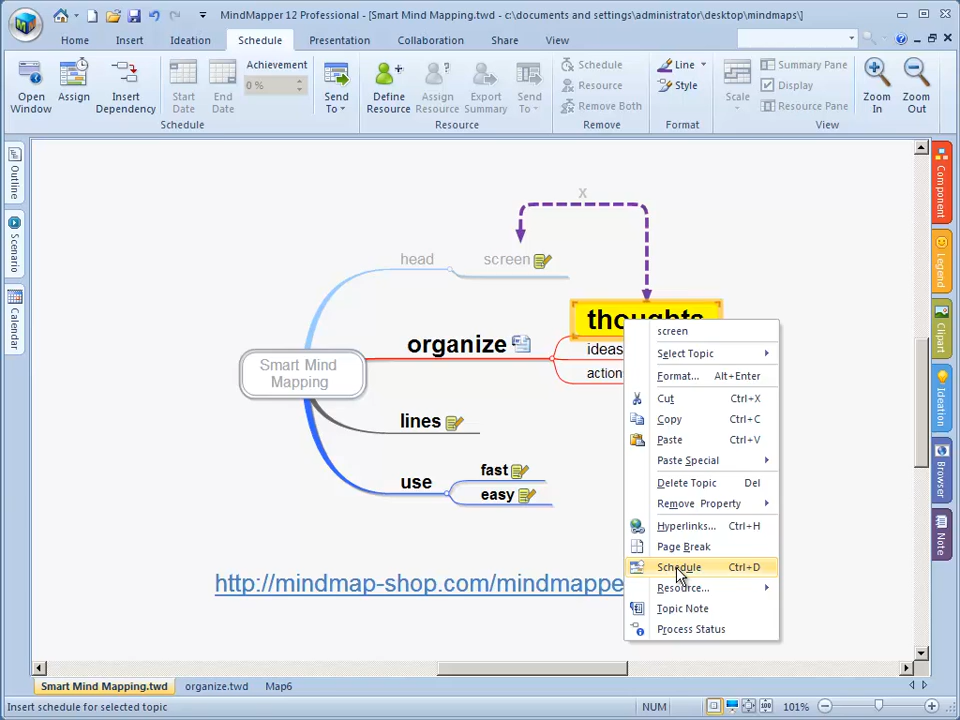 MindMapper 12 Professional - [Smart Mind Mapping.twd - c:\documents and settings\administrator\desktop\mindmaps\]
Home Insert Ideation Schedule Presentation Collaboration Share View
Open Window
Assign
Insert Dependency
Start Date
End Date
Achievement
0 %
Send To
Define Resource
Assign Resource
Export Summary
Send To
Schedule
Resource
Remove Both
Line
Style
Scale
Summary Pane
Display
Resource Pane
Zoom In
Zoom Out
Schedule Resource Remove Format View
Outline
Scenario
Calendar
Component
Legend
Clipart
Ideation
Browser
Note
X
head
screen
thoughts
organize
ideas
action
Smart Mind
Mapping
lines
use
fast
easy
http://mindmap-shop.com/mindmappe
screen
Select Topic
Format... Alt+Enter
Cut Ctrl+X
Copy Ctrl+C
Paste Ctrl+V
Paste Special
Delete Topic Del
Remove Property
Hyperlinks... Ctrl+H
Page Break
Schedule Ctrl+D
Resource...
Topic Note
Process Status
Smart Mind Mapping.twd organize.twd Map6
Insert schedule for selected topic NUM 100 101%